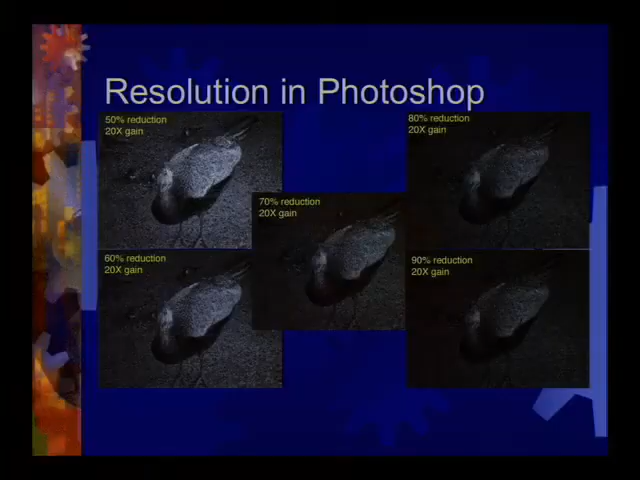 Resolution in Photoshop
50% reduction
20X gain
80% reduction
20X gain
70% reduction
20X gain
60% reduction
20X gain
90% reduction
20X gain